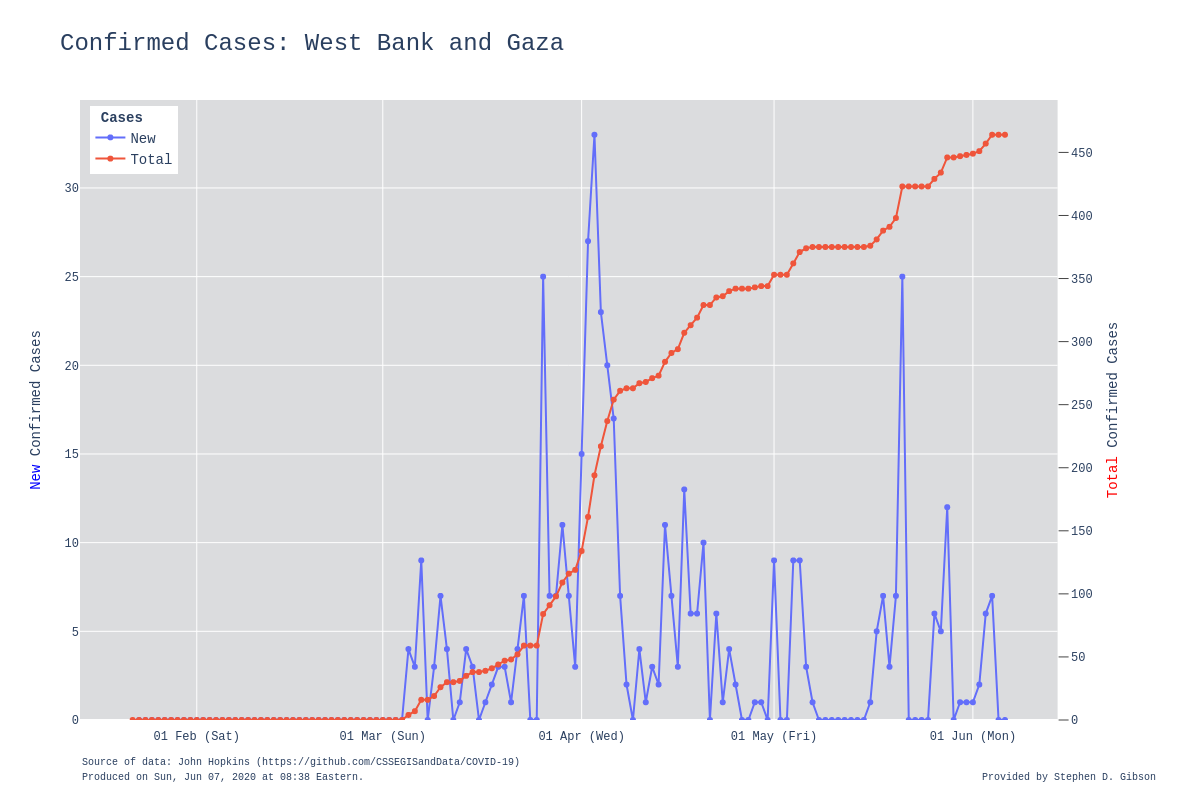 Confirmed Cases: West Bank and Gaza
Cases
New
Total
30
25
20
15
10
5
0
450
400
350
300
250
200
150
100
50
0
New Confirmed Cases
Total Confirmed Cases
01 Feb (Sat)
01 Mar (Sun)
01 Apr (Wed)
01 May (Fri)
01 Jun (Mon)
Source of data: John Hopkins (https://github.com/CSSEGISandData/COVID-19)
Produced on Sun, Jun 07, 2020 at 08:38 Eastern.
Provided by Stephen D. Gibson